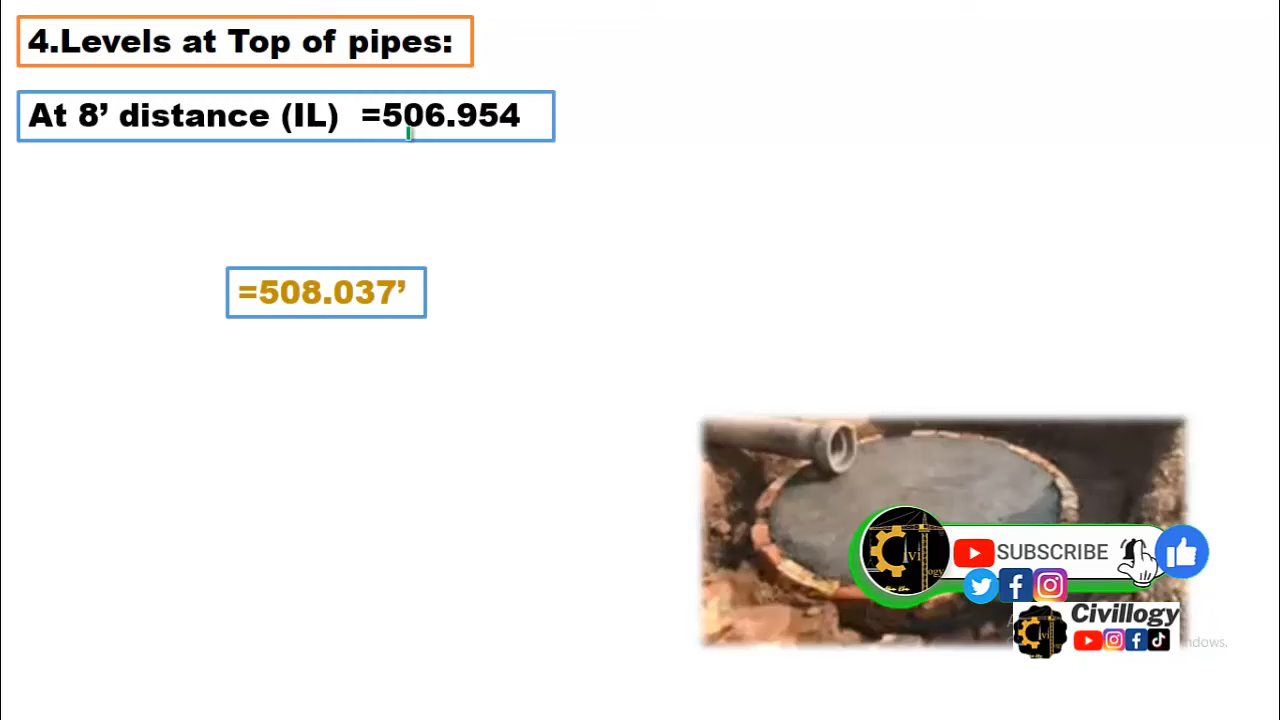 4.Levels at Top of pipes:
At 8’ distance (IL) =506.954
=508.037’
SUBSCRIBE
Civillogy